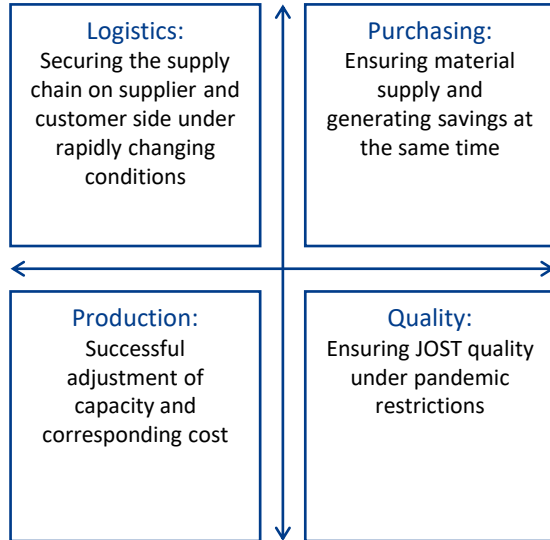 Logistics:
Securing the supply
chain on supplier and
customer side under
rapidly changing
conditions
Purchasing:
Ensuring material
supply and
generating savings at
the same time
Production:
Successful
adjustment of
capacity and
corresponding cost
Quality:
Ensuring JOST quality
under pandemic
restrictions